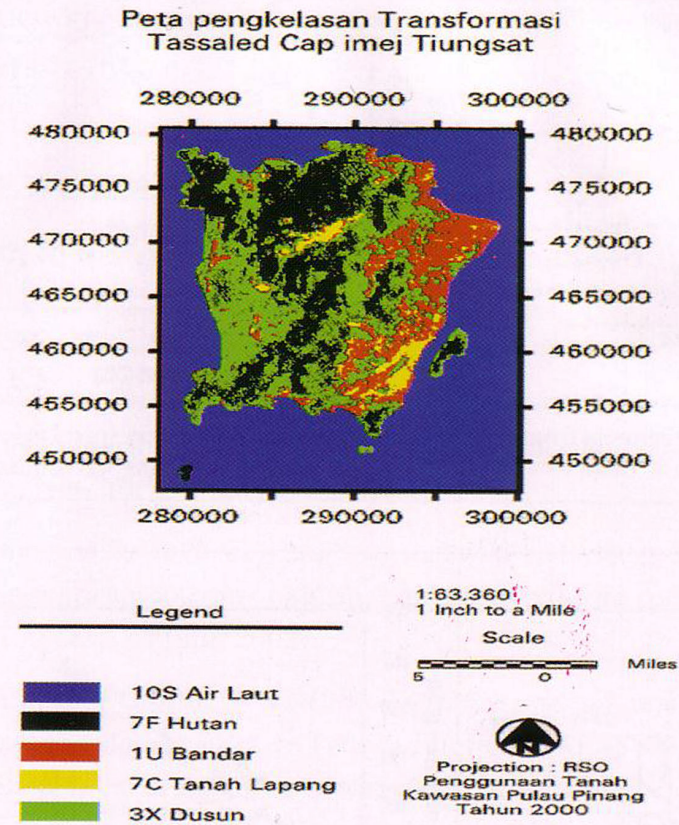 Peta pengkelasan Transformasi
Tassaled Cap imej Tiungsat
280000 290000 300000
480000 480000
475000 475000
470000 470000
465000 465000
460000 460000
455000 455000
450000 450000
280000 290000 300000
Legend
10S Air Laut
7F Hutan
1U Bandar
7C Tanah Lapang
3X Dusun
1:63,360
1 Inch to a Mile
Scale
Miles
5 0
N
Projection : RSO
Penggunaan Tanah
Kawasan Pulau Pinang
Tahun 2000